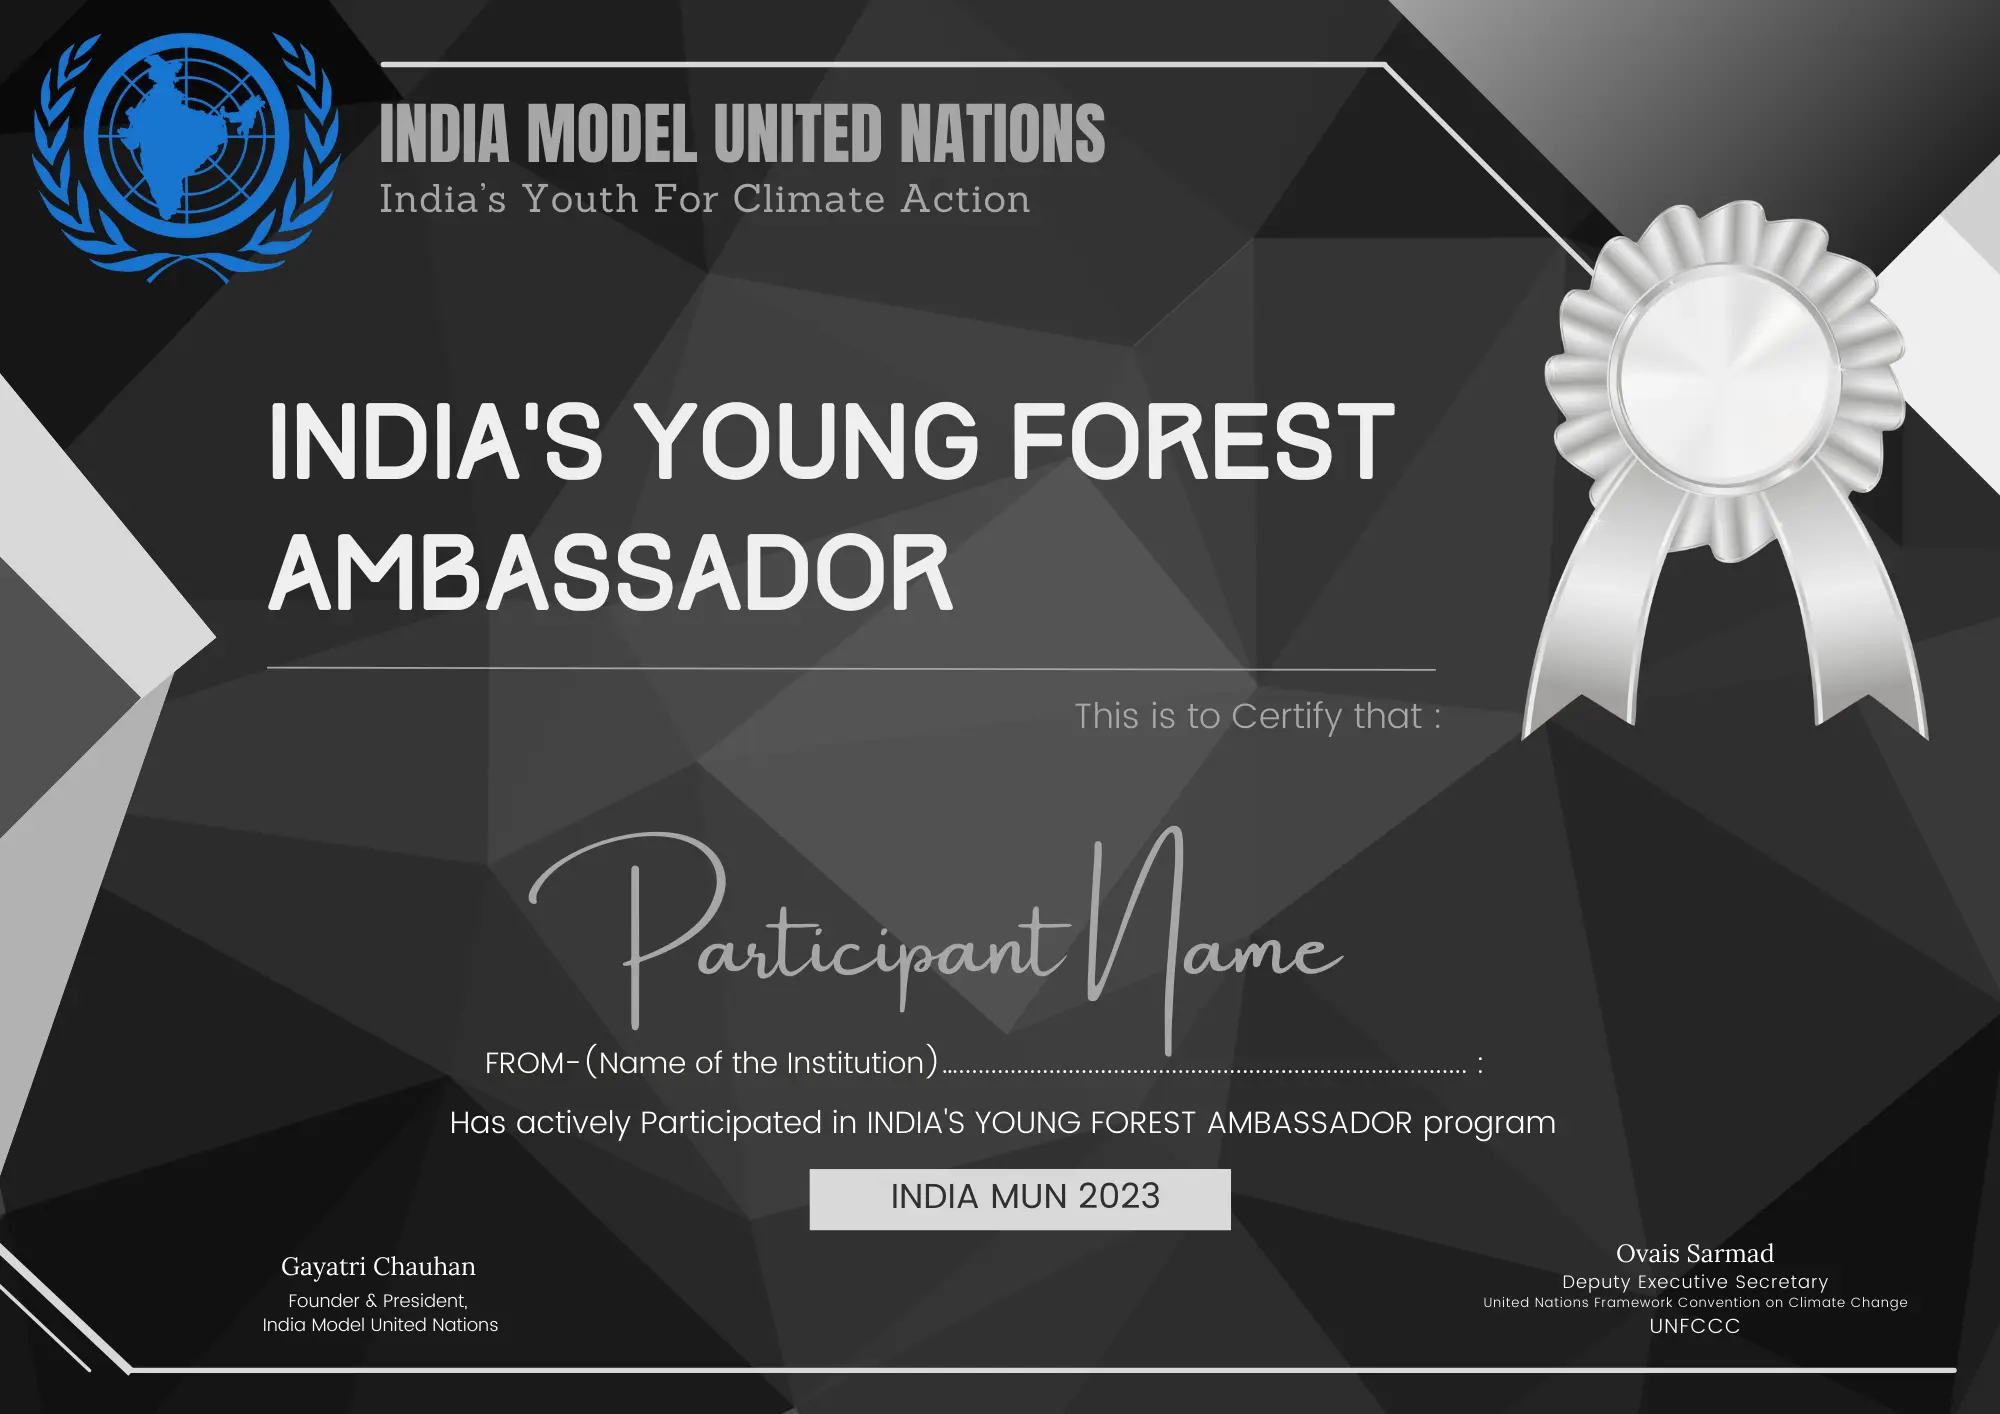 INDIA MODEL UNITED NATIONS
India's Youth For Climate Action
INDIA'S YOUNG FOREST
AMBASSADOR
This is to Certify that :
Participant Name
FROM-(Name of the Institution)................................................................................ :
Has actively Participated in INDIA'S YOUNG FOREST AMBASSADOR program
INDIA MUN 2023
Gayatri Chauhan
Founder & President,
India Model United Nations
Ovais Sarmad
Deputy Executive Secretary
United Nations Framework Convention on Climate Change
UNFCCC